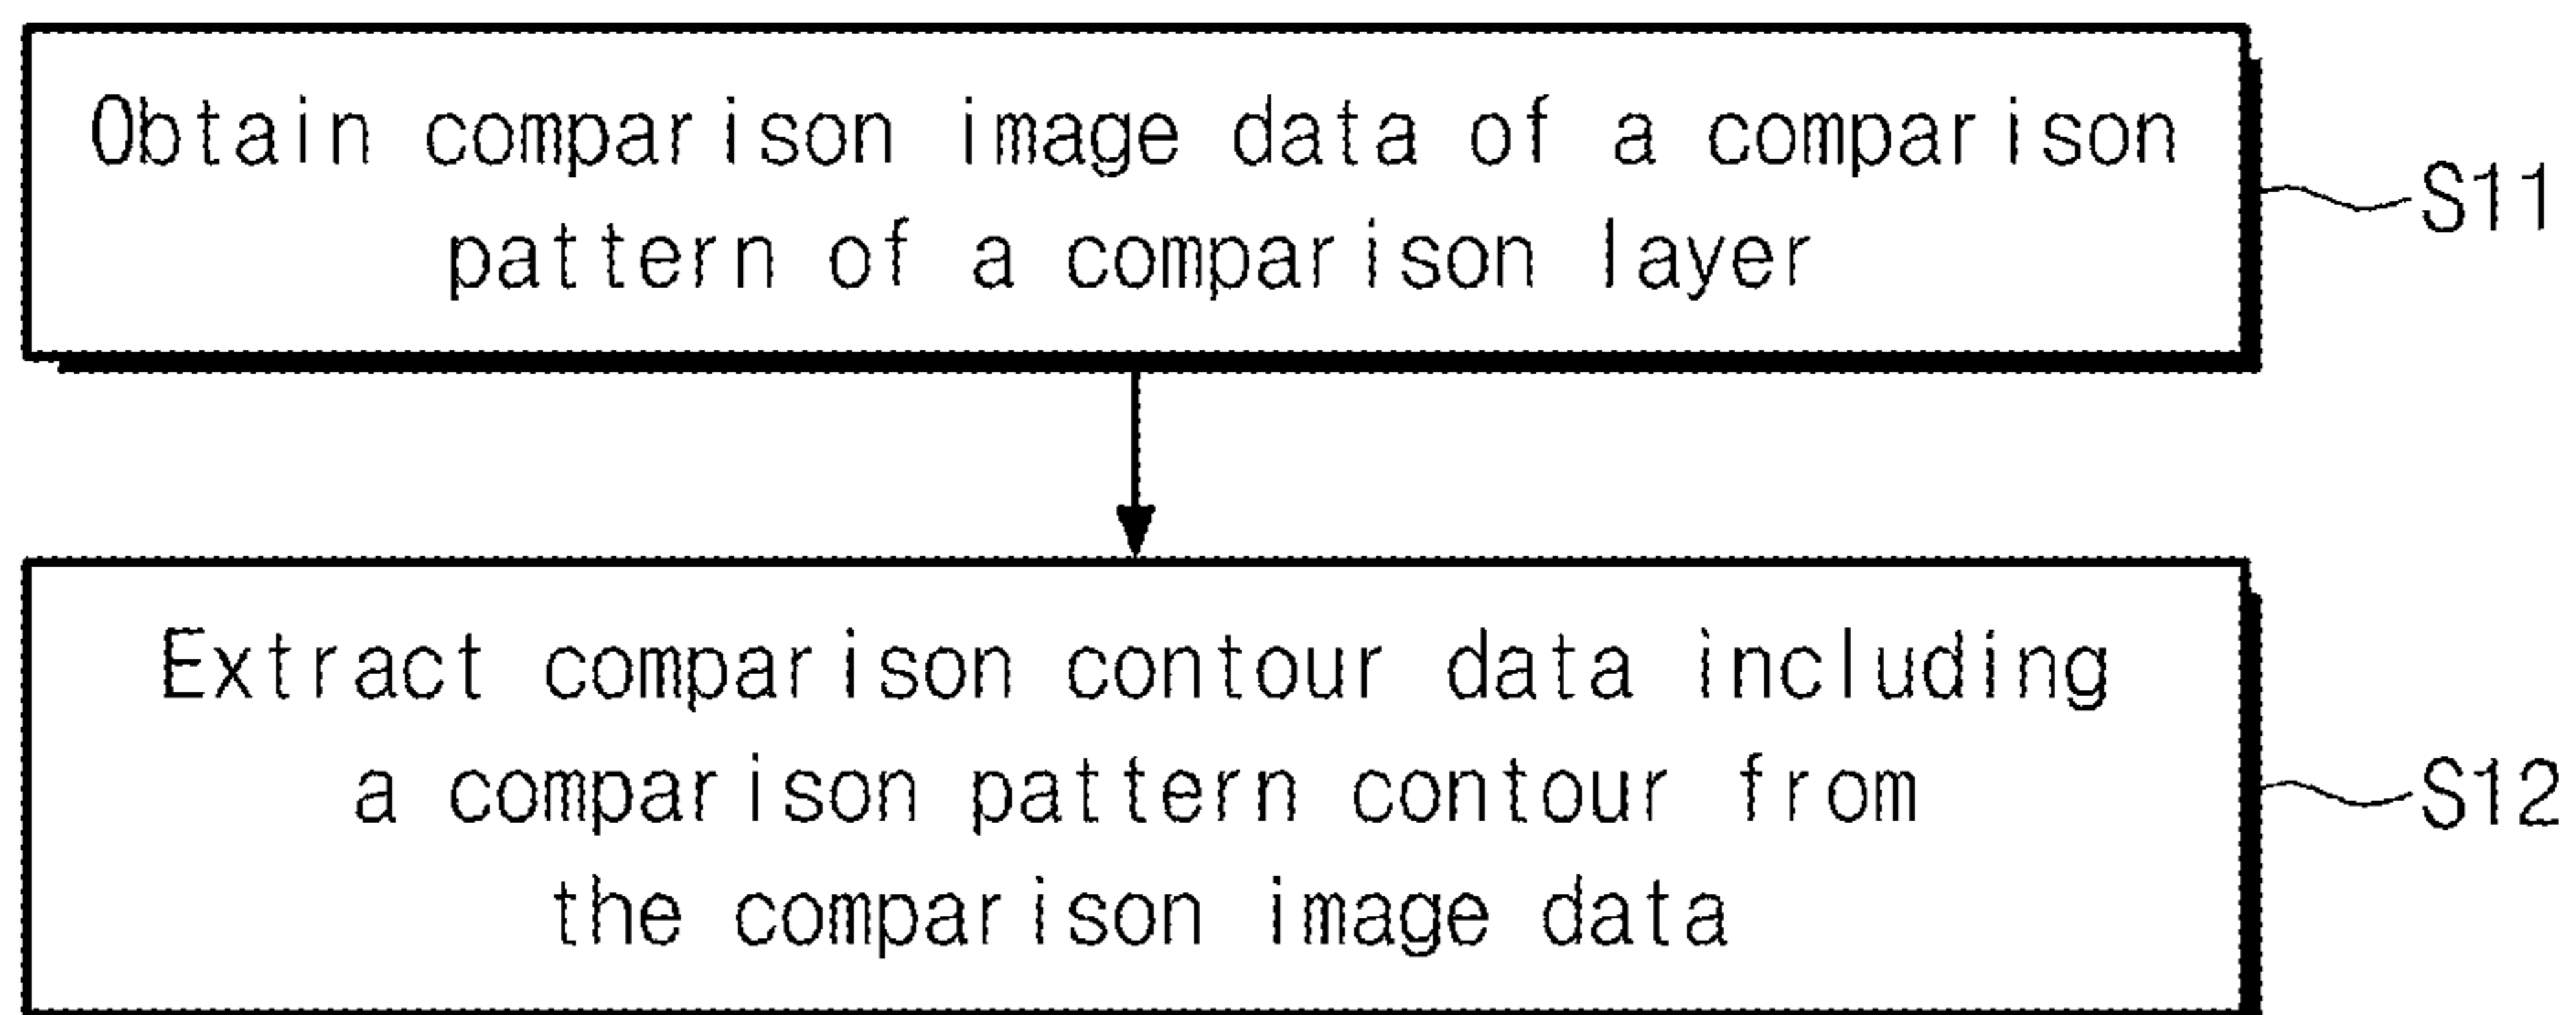 Obtain comparison image data of a comparison
pattern of a comparison layer
S11
Extract comparison contour data including
a comparison pattern contour from
the comparison image data
S12